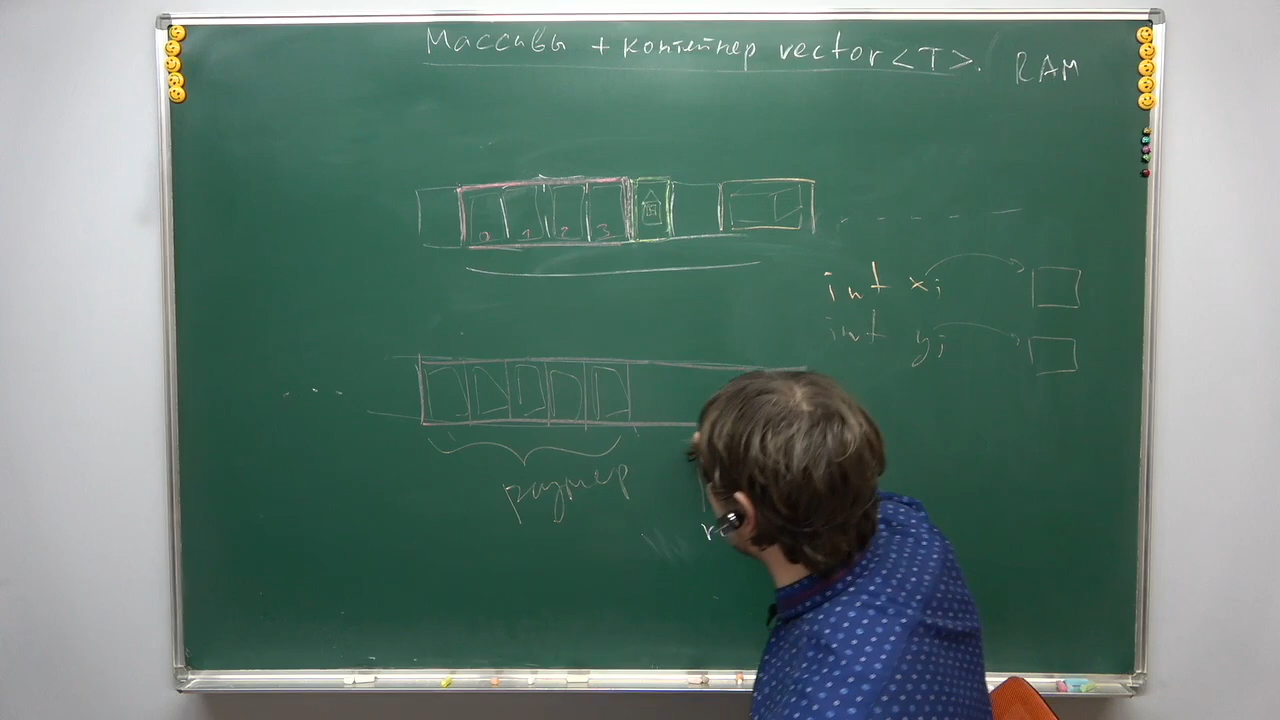 Массивы + контейнер vector<T>.
RAM
0 1 2 3
int x;
int y;
размер